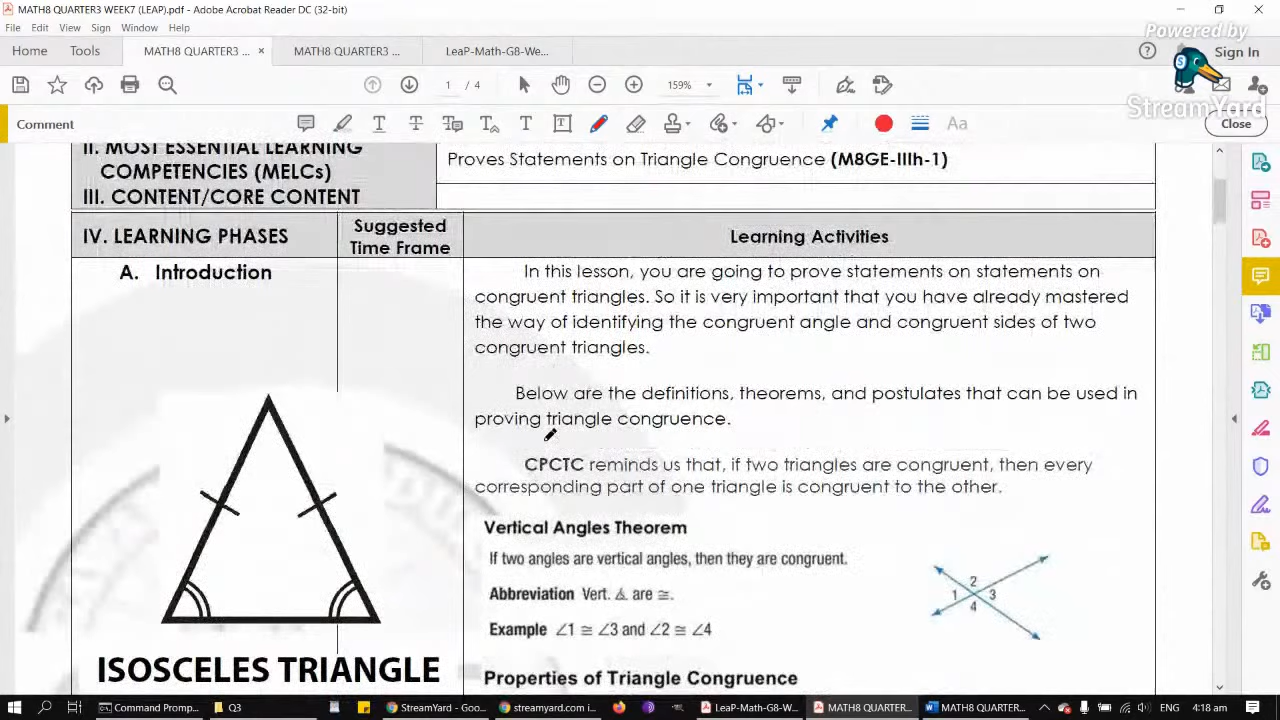 MATH8 QUARTER3 WEEK7 (LEAP).pdf - Adobe Acrobat Reader DC (32-bit)
File Edit View Sign Window Help
Powered by
StreamYard
Home Tools MATH8 QUARTER3 ... × MATH8 QUARTER3 ... LeaP-Math-G8-We... Sign In
1 / 4 159%
Comment Aa Close
II. MOST ESSENTIAL LEARNING
COMPETENCIES (MELCs)
Proves Statements on Triangle Congruence (M8GE-IIIh-1)
III. CONTENT/CORE CONTENT
IV. LEARNING PHASES
Suggested
Time Frame
Learning Activities
A. Introduction
In this lesson, you are going to prove statements on statements on
congruent triangles. So it is very important that you have already mastered
the way of identifying the congruent angle and congruent sides of two
congruent triangles.
Below are the definitions, theorems, and postulates that can be used in
proving triangle congruence.
CPCTC reminds us that, if two triangles are congruent, then every
corresponding part of one triangle is congruent to the other.
Vertical Angles Theorem
If two angles are vertical angles, then they are congruent.
Abbreviation Vert. ∡ are ≅.
Example ∠1 ≅ ∠3 and ∠2 ≅ ∠4
2
1 3
4
ISOSCELES TRIANGLE
Properties of Triangle Congruence
Command Promp... Q3 StreamYard - Goo... streamyard.com i... LeaP-Math-G8-W... MATH8 QUARTER... MATH8 QUARTER... 4:18 am